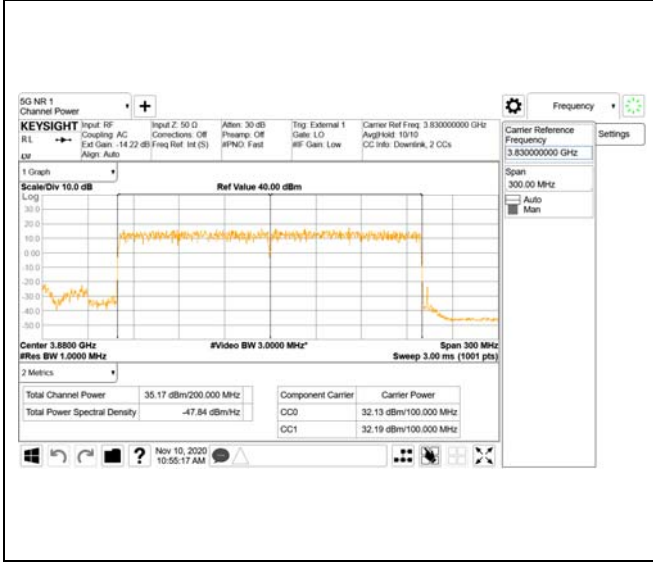 5G NR 1
Channel Power
Frequency
KEYSIGHT
R L
Input: RF
Coupling: AC
Ext Gain: -14.22 dB
Align: Auto
Input Z: 50 Ω
Corrections: Off
Freq Ref: Int (S)
Atten: 30 dB
Preamp: Off
#PNO: Fast
Trig: External 1
Gate: LO
#IF Gain: Low
Carrier Ref Freq: 3.830000000 GHz
Avg|Hold: 10/10
CC Info: Downlink, 2 CCs
Carrier Reference
Frequency
3.830000000 GHz
Settings
Span
300.00 MHz
Auto
Man
1 Graph
Scale/Div 10.0 dB
Ref Value 40.00 dBm
Log
30.0
20.0
10.0
0.00
-10.0
-20.0
-30.0
-40.0
-50.0
Center 3.8800 GHz
#Video BW 3.0000 MHz*
Span 300 MHz
#Res BW 1.0000 MHz
Sweep 3.00 ms (1001 pts)
2 Metrics
Total Channel Power 35.17 dBm/200.000 MHz
Total Power Spectral Density -47.84 dBm/Hz
Component Carrier Carrier Power
CC0 32.13 dBm/100.000 MHz
CC1 32.19 dBm/100.000 MHz
?
Nov 10, 2020
10:55:17 AM